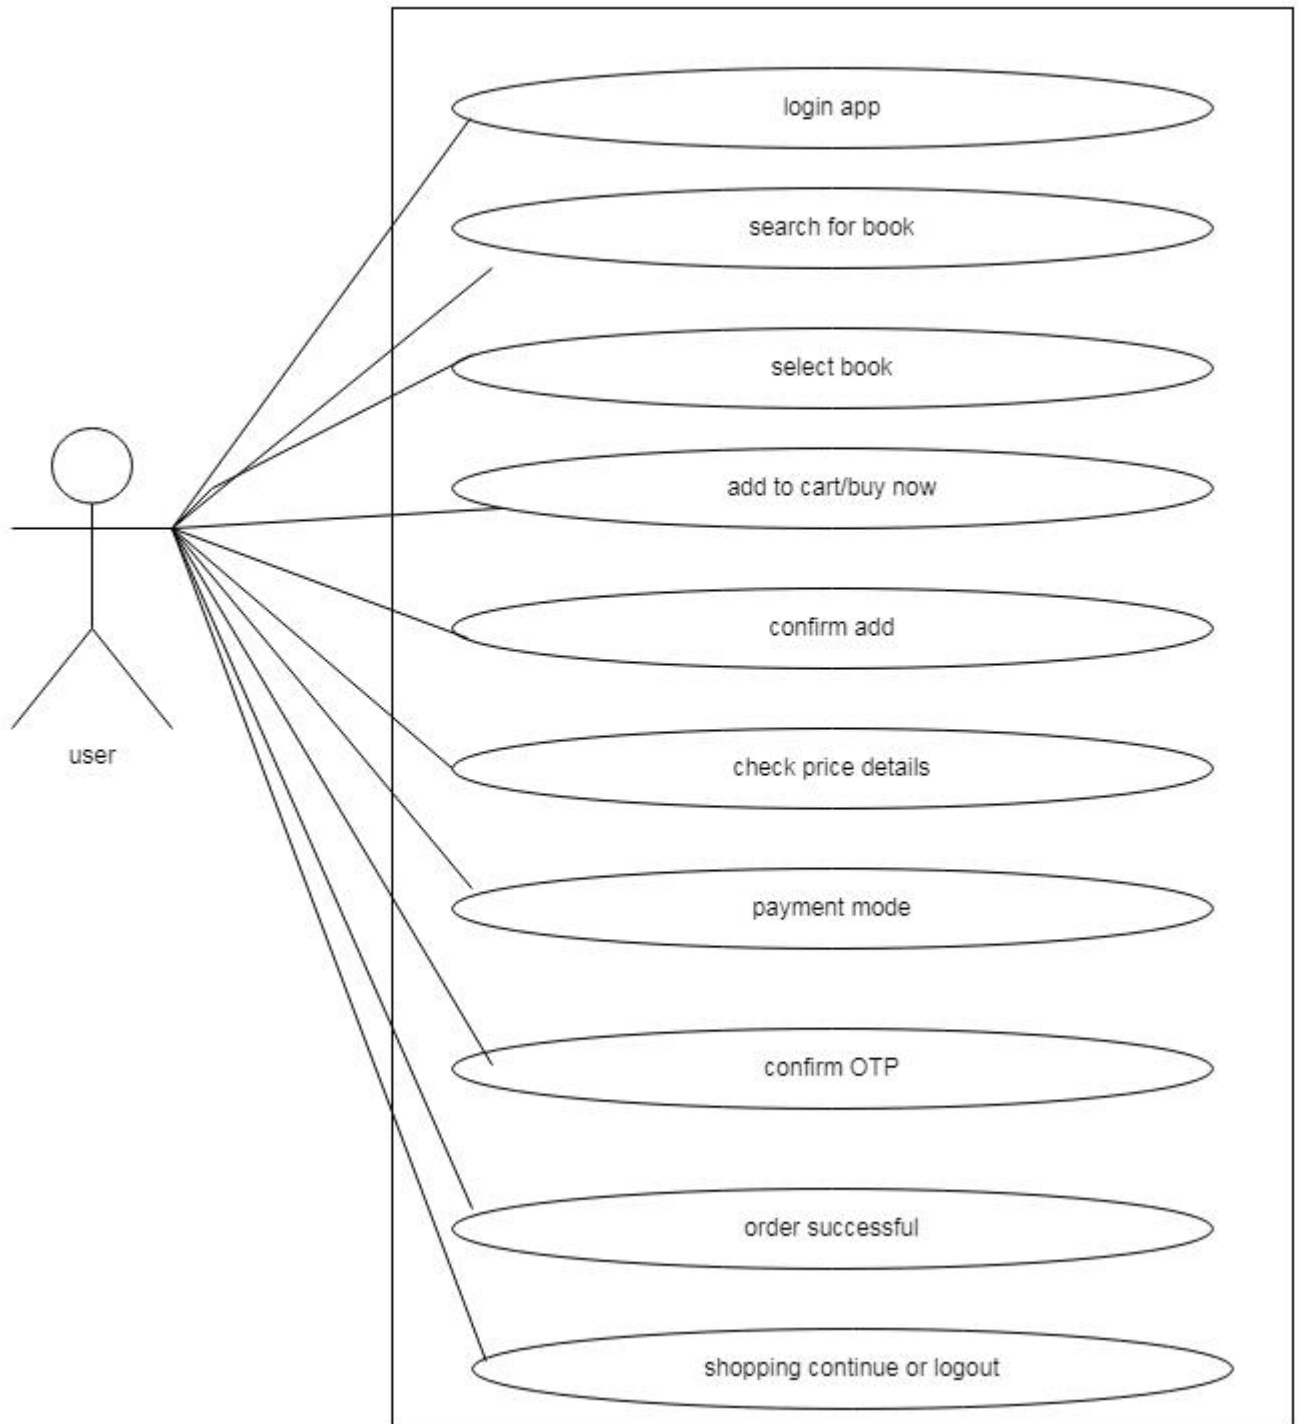 login app
search for book
select book
add to cart/buy now
confirm add
check price details
user
payment mode
confirm OTP
order successful
shopping continue or logout